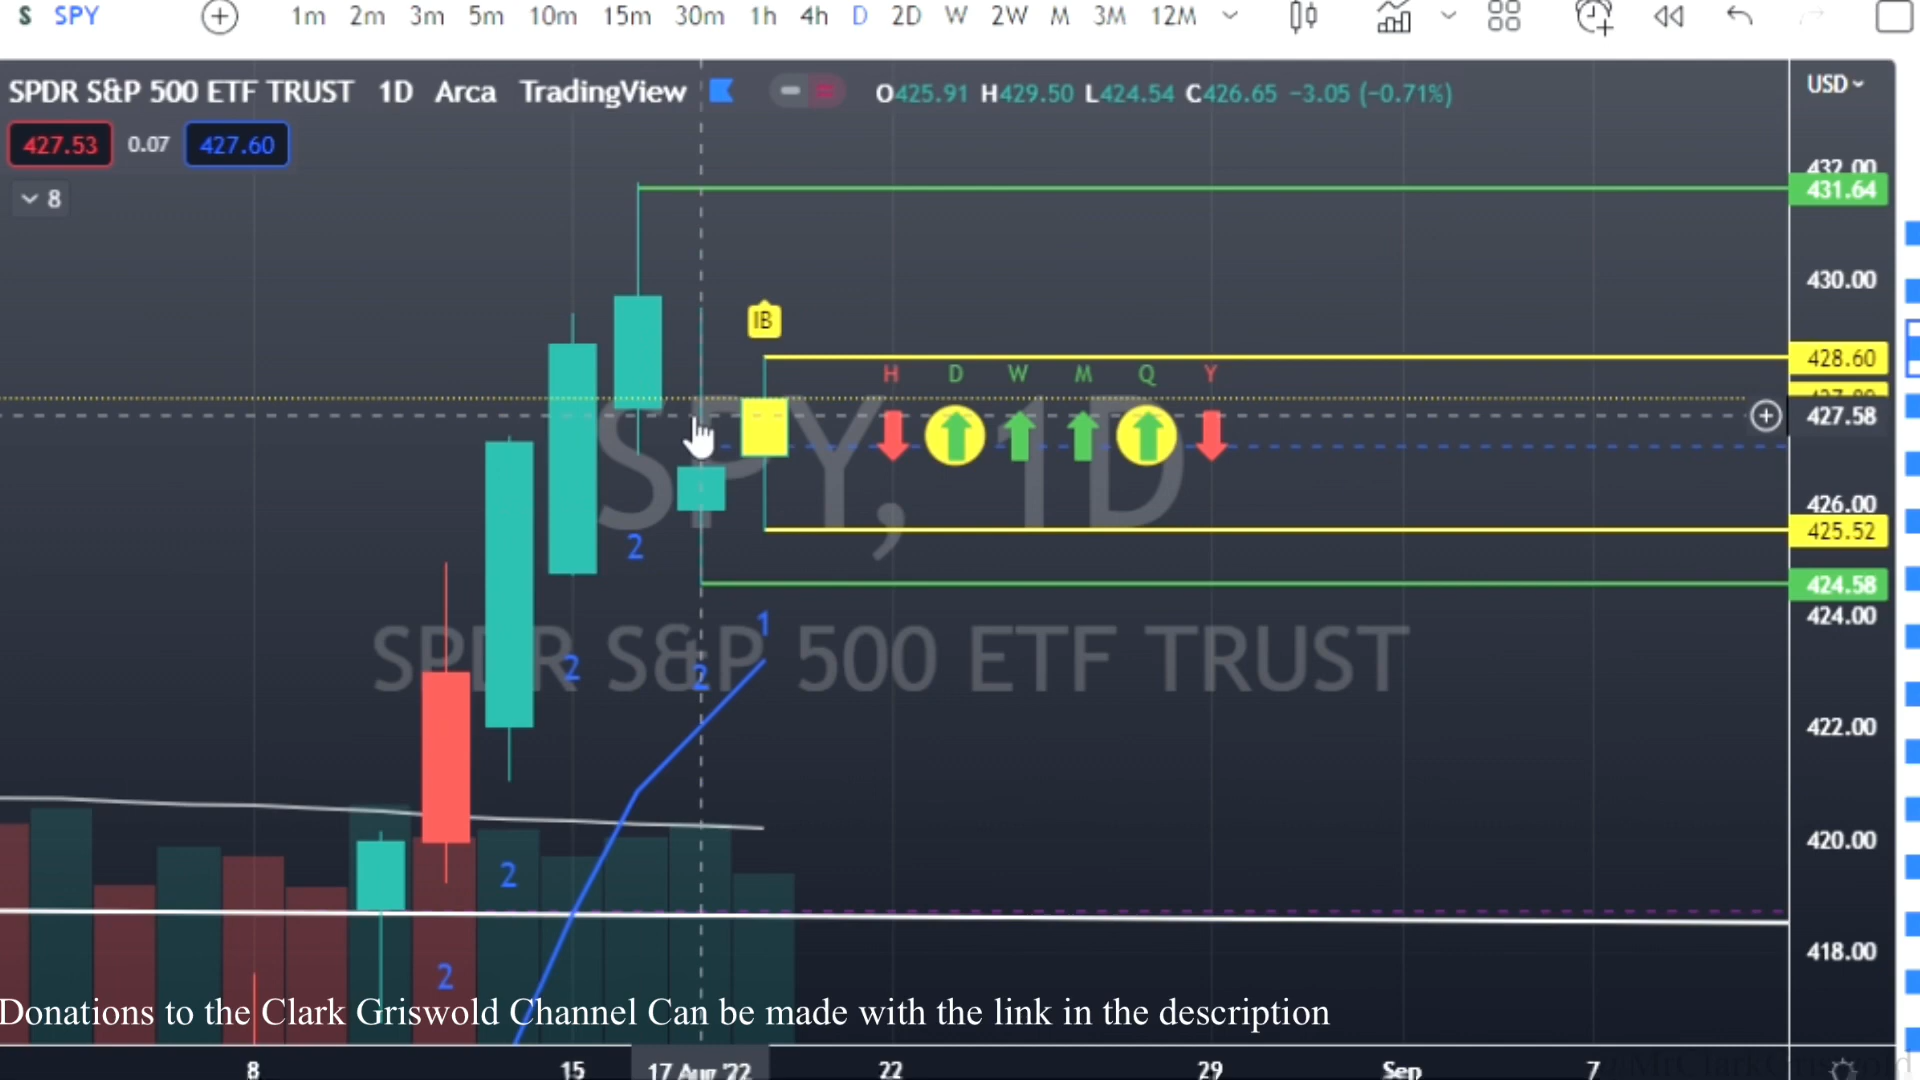 S SPY 1m 2m 3m 5m 10m 15m 30m 1h 4h D 2D W 2W M 3M 12M
SPDR S&P 500 ETF TRUST 1D Arca TradingView O425.91 H429.50 L424.54 C426.65 −3.05 (−0.71%)
USD
427.53 0.07 427.60
432.00
431.64
8
430.00
IB
428.60
H D W M Q Y
427.58
SPY, 1D
426.00
425.52
2
424.58
424.00
1
SPDR S&P 500 ETF TRUST
2
2
422.00
420.00
2
418.00
2
Donations to the Clark Griswold Channel Can be made with the link in the description
8 15 17 Aug '22 22 29 Sep 7